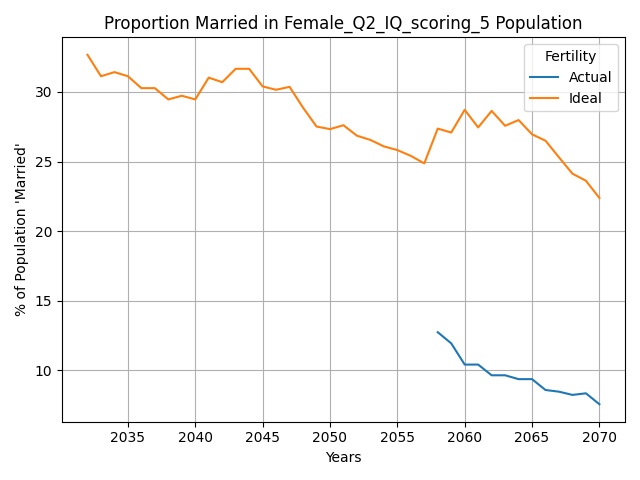 Proportion Married in Female_Q2_IQ_scoring_5 Population
Fertility
Actual
Ideal
% of Population 'Married'
30
25
20
15
10
2035 2040 2045 2050 2055 2060 2065 2070
Years